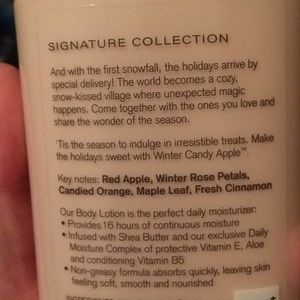 SIGNATURE COLLECTION
And with the first snowfall, the holidays arrive by
special delivery! The world becomes a cozy,
snow-kissed village where unexpected magic
happens. Come together with the ones you love and
share the wonder of the season.
'Tis the season to indulge in irresistible treats. Make
the holidays sweet with Winter Candy Apple™.
Key notes: Red Apple, Winter Rose Petals,
Candied Orange, Maple Leaf, Fresh Cinnamon
Our Body Lotion is the perfect daily moisturizer:
• Provides 16 hours of continuous moisture
• Infused with Shea Butter and our exclusive Daily
Moisture Complex of protective Vitamin E, Aloe
and conditioning Vitamin B5
• Non-greasy formula absorbs quickly, leaving skin
feeling soft, smooth and nourished